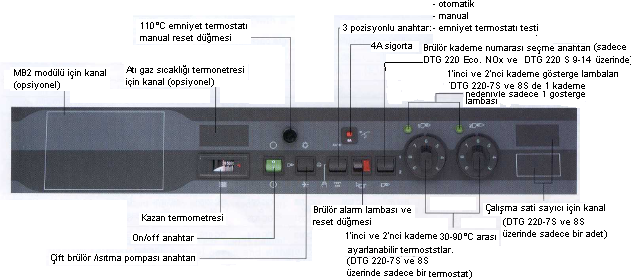 - otomatik
- manual
110°C emniyet termostatı
manual reset düğmesi
3 pozisyonlu anahtar:
- emniyet termostatı testi
4A sigorta
Brülör kademe numarası seçme anahtarı (sadece
DTG 220 Eco. NOx ve DTG 220 S 9-14 üzerinde)
MB2 modülü için kanal
(opsiyonel)
Atı gaz sıcaklığı termonetresi
için kanal (opsiyonel)
1'inci ve 2'nci kademe gösterge lambaları
DTG 220-7S ve 8S de 1 kademe
nedeniyle sadece 1 gösterge
lambası
Kazan termometresi
On/off anahtar
Çift brülör /ısıtma pompası anahtarı
Brülör alarm lambası ve
reset düğmesi
1'inci ve 2'nci kademe 30-90°C arası
ayarlanabilir termoststlar.
(DTG 220-7S ve 8S
üzerinde sadece bir termostat)
Çalışma sati sayıcı için kanal
(DTG 220-7S ve 8S
üzerinde sadece bir adet)